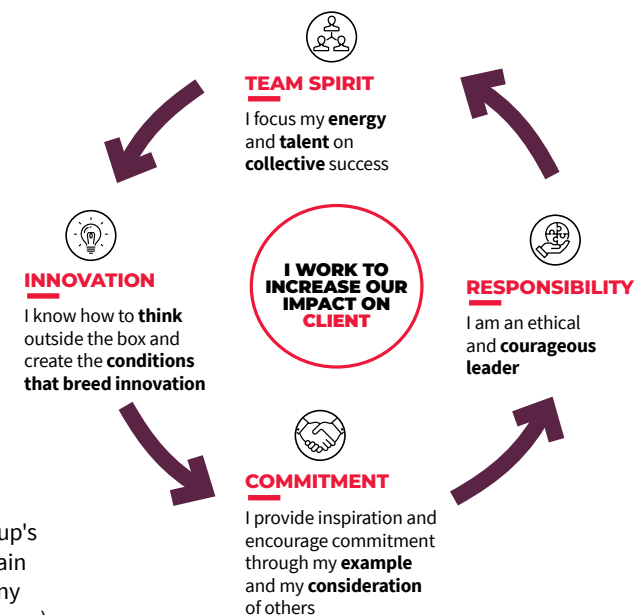 TEAM SPIRIT
I focus my energy
and talent on
collective success
INNOVATION
I know how to think
outside the box and
create the conditions
that breed innovation
I WORK TO
INCREASE OUR
IMPACT ON
CLIENT
RESPONSIBILITY
I am an ethical
and courageous
leader
COMMITMENT
I provide inspiration and
encourage commitment
through my example
and my consideration
of others
up's